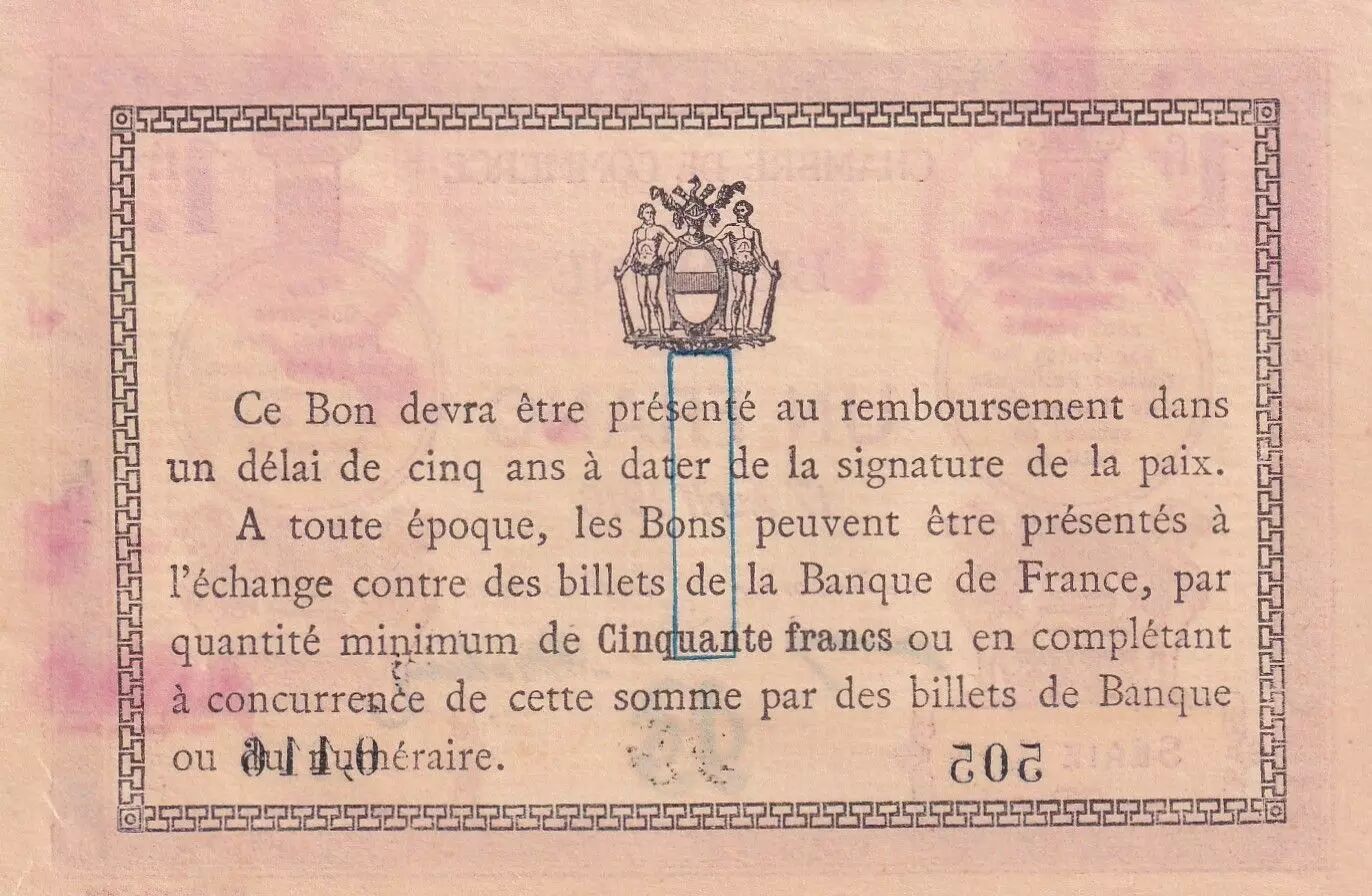 Ce Bon devra être présenté au remboursement dans
un délai de cinq ans à dater de la signature de la paix.
A toute époque, les Bons peuvent être présentés à
l'échange contre des billets de la Banque de France, par
quantité minimum de Cinquante francs ou en complétant
à concurrence de cette somme par des billets de Banque
ou du numéraire.
505